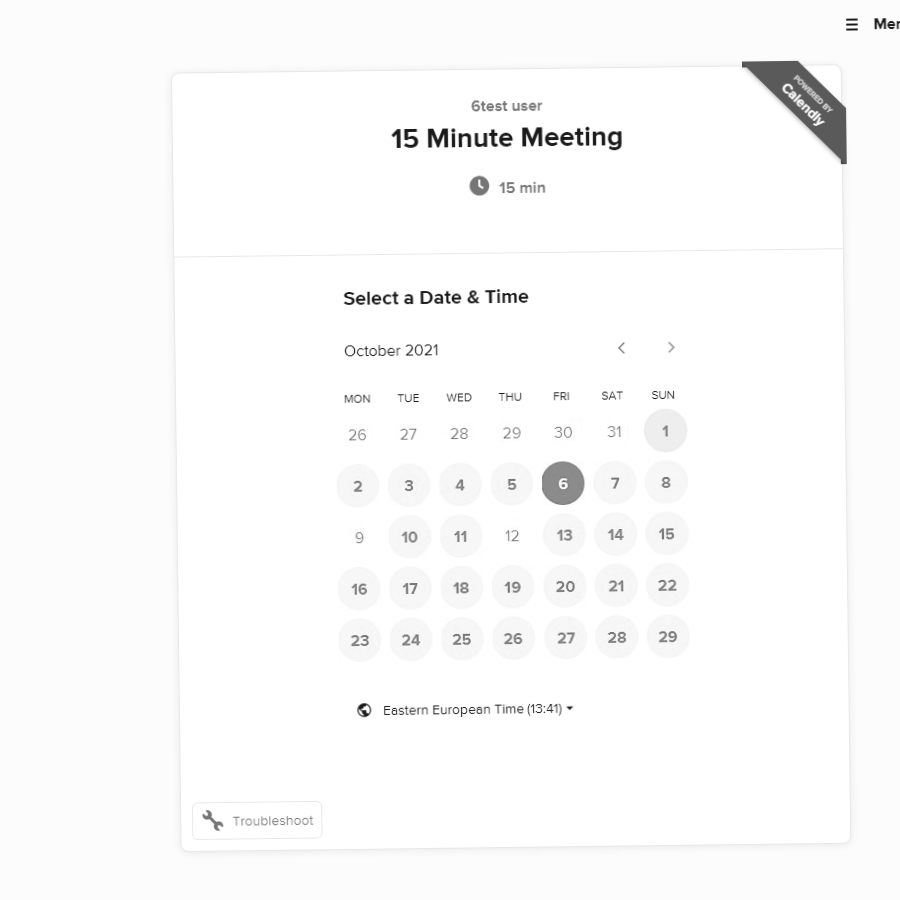 Mer
POWERED BY
Calendly
6test user
15 Minute Meeting
15 min
Select a Date & Time
October 2021
MON TUE WED THU FRI SAT SUN
26 27 28 29 30 31 1
2 3 4 5 6 7 8
9 10 11 12 13 14 15
16 17 18 19 20 21 22
23 24 25 26 27 28 29
Eastern European Time (13:41)
Troubleshoot